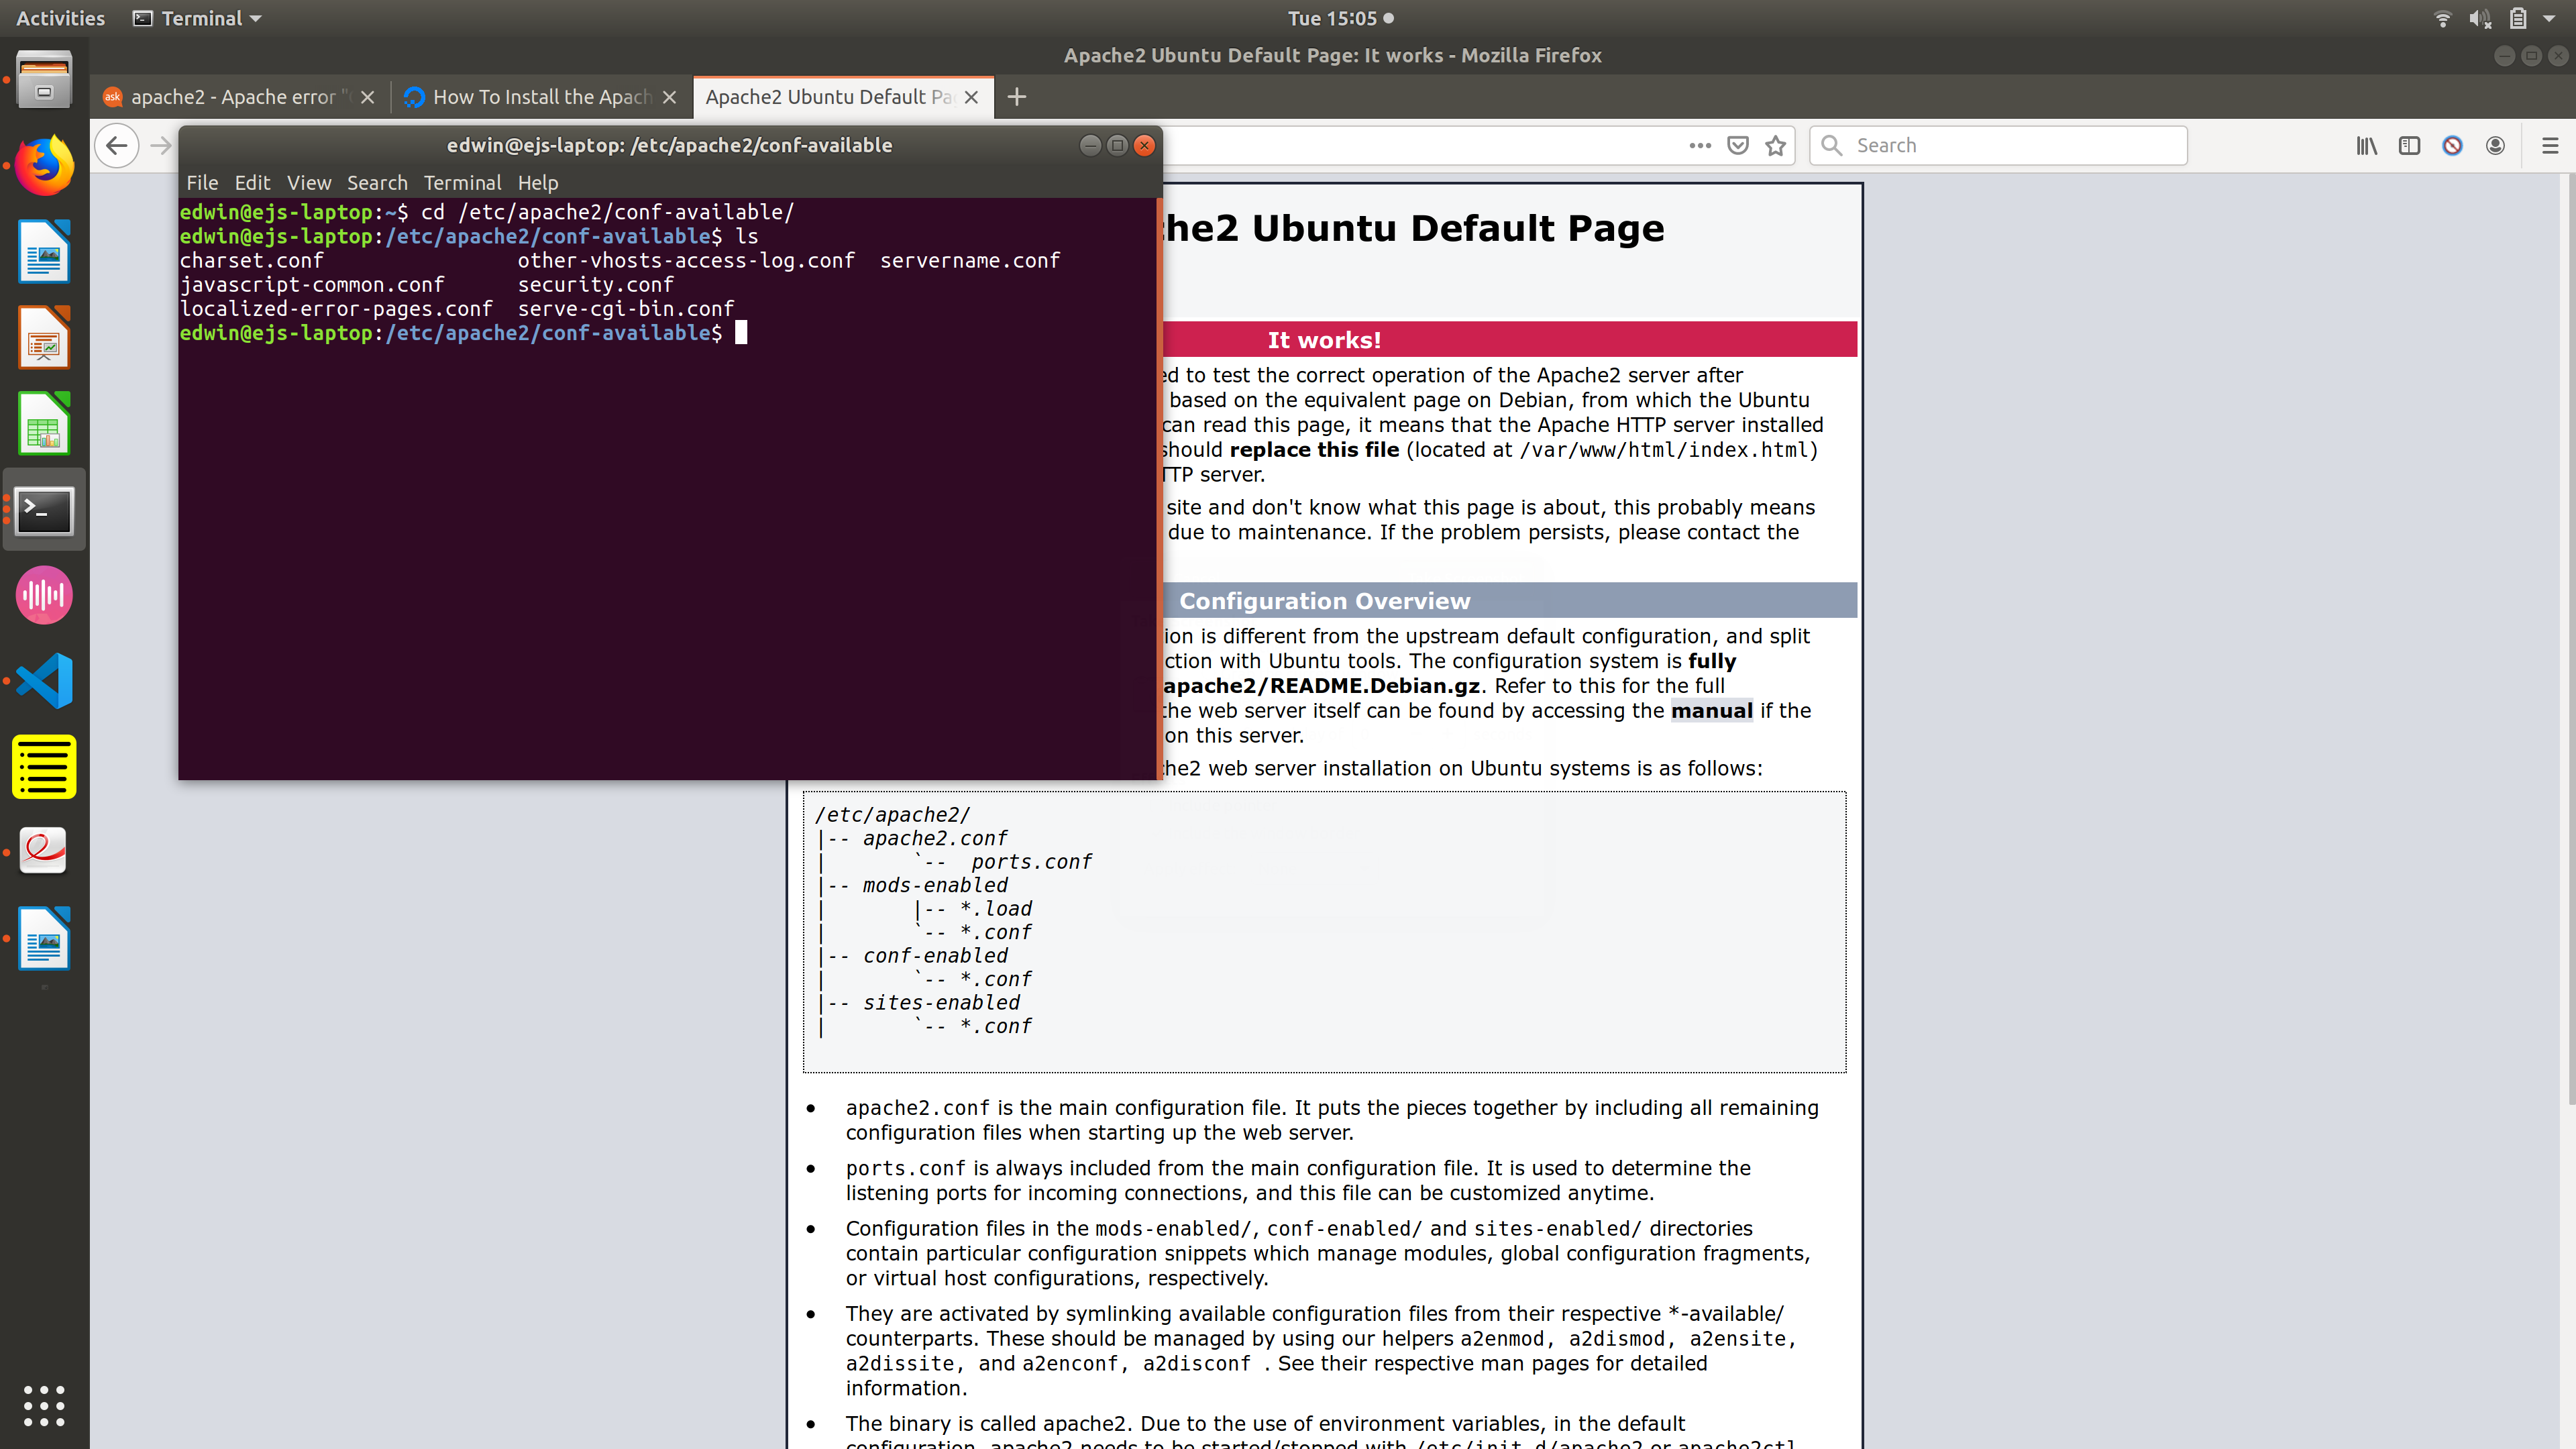 Activities
Terminal
Tue 15:05
Apache2 Ubuntu Default Page: It works - Mozilla Firefox
ask
apache2 - Apache error "
How To Install the Apach
Apache2 Ubuntu Default Pa
Search
edwin@ejs-laptop: /etc/apache2/conf-available
File Edit View Search Terminal Help
edwin@ejs-laptop:~$ cd /etc/apache2/conf-available/
edwin@ejs-laptop:/etc/apache2/conf-available$ ls
charset.conf other-vhosts-access-log.conf servername.conf
javascript-common.conf security.conf
localized-error-pages.conf serve-cgi-bin.conf
edwin@ejs-laptop:/etc/apache2/conf-available$
he2 Ubuntu Default Page
It works!
ed to test the correct operation of the Apache2 server after
based on the equivalent page on Debian, from which the Ubuntu
can read this page, it means that the Apache HTTP server installed
should replace this file (located at /var/www/html/index.html)
TP server.
site and don't know what this page is about, this probably means
due to maintenance. If the problem persists, please contact the
Configuration Overview
ion is different from the upstream default configuration, and split
ction with Ubuntu tools. The configuration system is fully
apache2/README.Debian.gz. Refer to this for the full
the web server itself can be found by accessing the manual if the
on this server.
che2 web server installation on Ubuntu systems is as follows:
/etc/apache2/
|-- apache2.conf
|       `--  ports.conf
|-- mods-enabled
|       |-- *.load
|       `-- *.conf
|-- conf-enabled
|       `-- *.conf
|-- sites-enabled
|       `-- *.conf
• apache2.conf is the main configuration file. It puts the pieces together by including all remaining
configuration files when starting up the web server.
• ports.conf is always included from the main configuration file. It is used to determine the
listening ports for incoming connections, and this file can be customized anytime.
• Configuration files in the mods-enabled/, conf-enabled/ and sites-enabled/ directories
contain particular configuration snippets which manage modules, global configuration fragments,
or virtual host configurations, respectively.
• They are activated by symlinking available configuration files from their respective *-available/
counterparts. These should be managed by using our helpers a2enmod, a2dismod, a2ensite,
a2dissite, and a2enconf, a2disconf . See their respective man pages for detailed
information.
• The binary is called apache2. Due to the use of environment variables, in the default
configuration, apache2 needs to be started/stopped with /etc/init.d/apache2 or apache2ctl